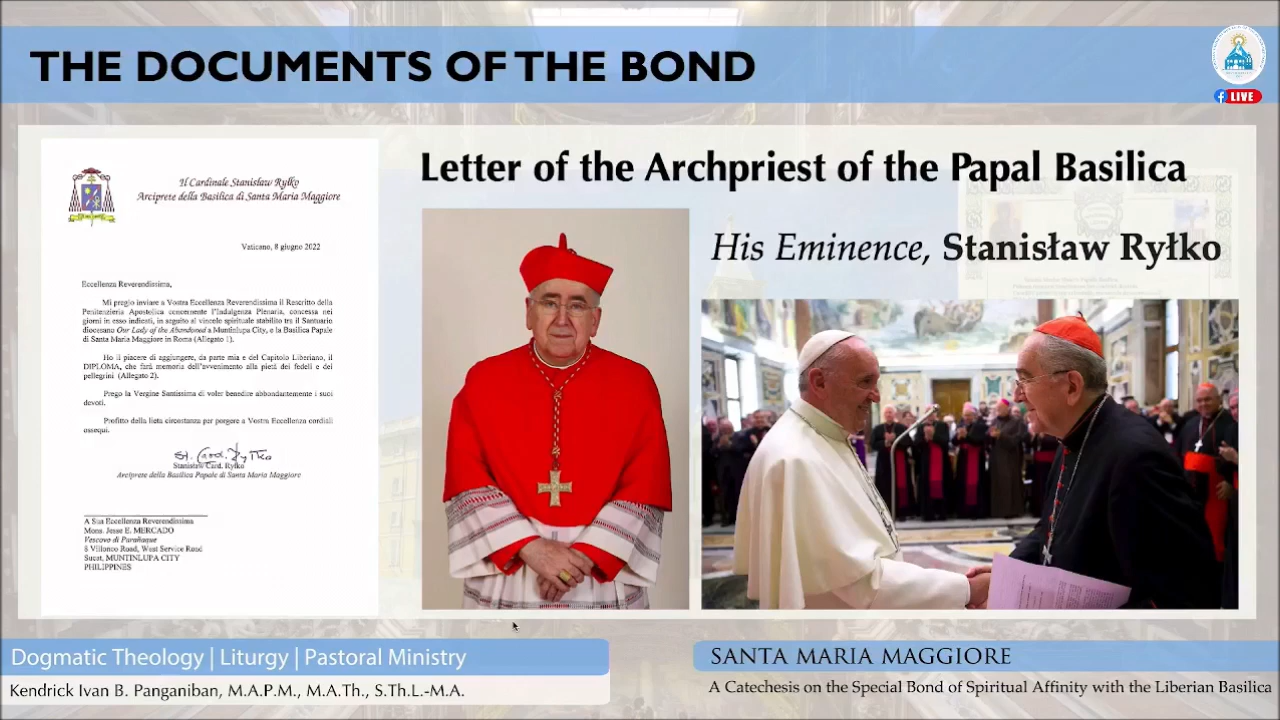 THE DOCUMENTS OF THE BOND
LIVE
Il Cardinale Stanisław Ryłko
Arciprete della Basilica di Santa Maria Maggiore
Vaticano, 8 giugno 2022
Eccellenza Reverendissima,
Mi pregio inviare a Vostra Eccellenza Reverendissima il Rescritto della
Penitenzieria Apostolica concernente l'Indulgenza Plenaria, concessa nei
giorni in esso indicati, in seguito al vincolo spirituale stabilito tra il Santuario
diocesano Our Lady of the Abandoned a Muntinlupa City, e la Basilica Papale
di Santa Maria Maggiore in Roma (Allegato 1).
Ho il piacere di aggiungere, da parte mia e del Capitolo Liberiano, il
DIPLOMA, che farà memoria dell'avvenimento alla pietà dei fedeli e dei
pellegrini (Allegato 2).
Prego la Vergine Santissima di voler benedire abbondantemente i suoi
devoti.
Profitto della lieta circostanza per porgere a Vostra Eccellenza cordiali
ossequi.
St. Card. Ryłko
Stanisław Card. Ryłko
Arciprete della Basilica Papale di Santa Maria Maggiore
A Sua Eccellenza Reverendissima
Mons. Jesse E. MERCADO
Vescovo di Parañaque
8 Villonco Road, West Service Road
Sucat, MUNTINLUPA CITY
PHILIPPINES
Letter of the Archpriest of the Papal Basilica
His Eminence, Stanisław Ryłko
Dogmatic Theology | Liturgy | Pastoral Ministry
Kendrick Ivan B. Panganiban, M.A.P.M., M.A.Th., S.Th.L.-M.A.
SANTA MARIA MAGGIORE
A Catechesis on the Special Bond of Spiritual Affinity with the Liberian Basilica